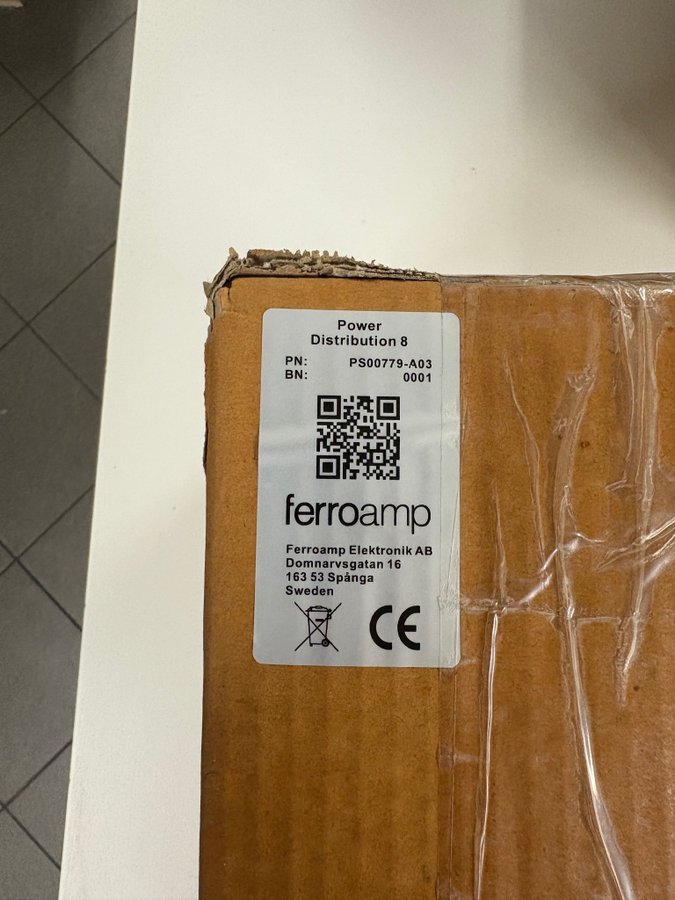 Power
Distribution 8
PN: PS00779-A03
BN: 0001
ferroamp
Ferroamp Elektronik AB
Domnarvsgatan 16
163 53 Spånga
Sweden
CE